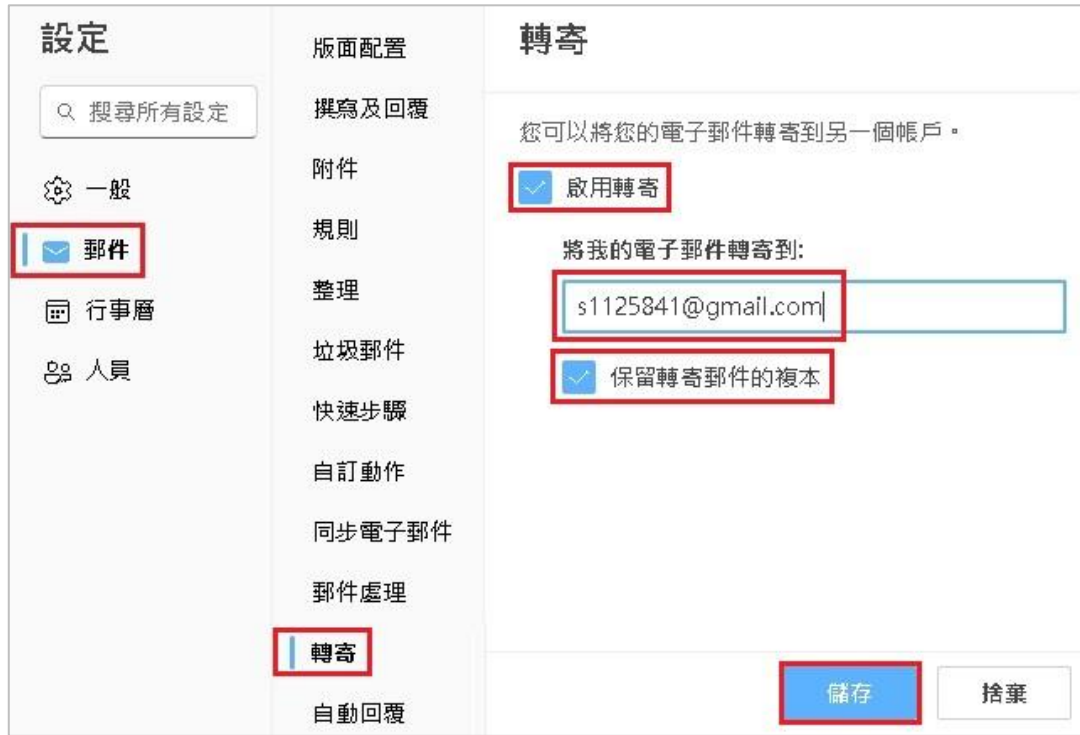 設定
搜尋所有設定
一般
郵件
行事曆
人員
版面配置
撰寫及回覆
附件
規則
整理
垃圾郵件
快速步驟
自訂動作
同步電子郵件
郵件處理
轉寄
自動回覆
轉寄
您可以將您的電子郵件轉寄到另一個帳戶。
啟用轉寄
將我的電子郵件轉寄到:
s1125841@gmail.com
保留轉寄郵件的複本
儲存
捨棄